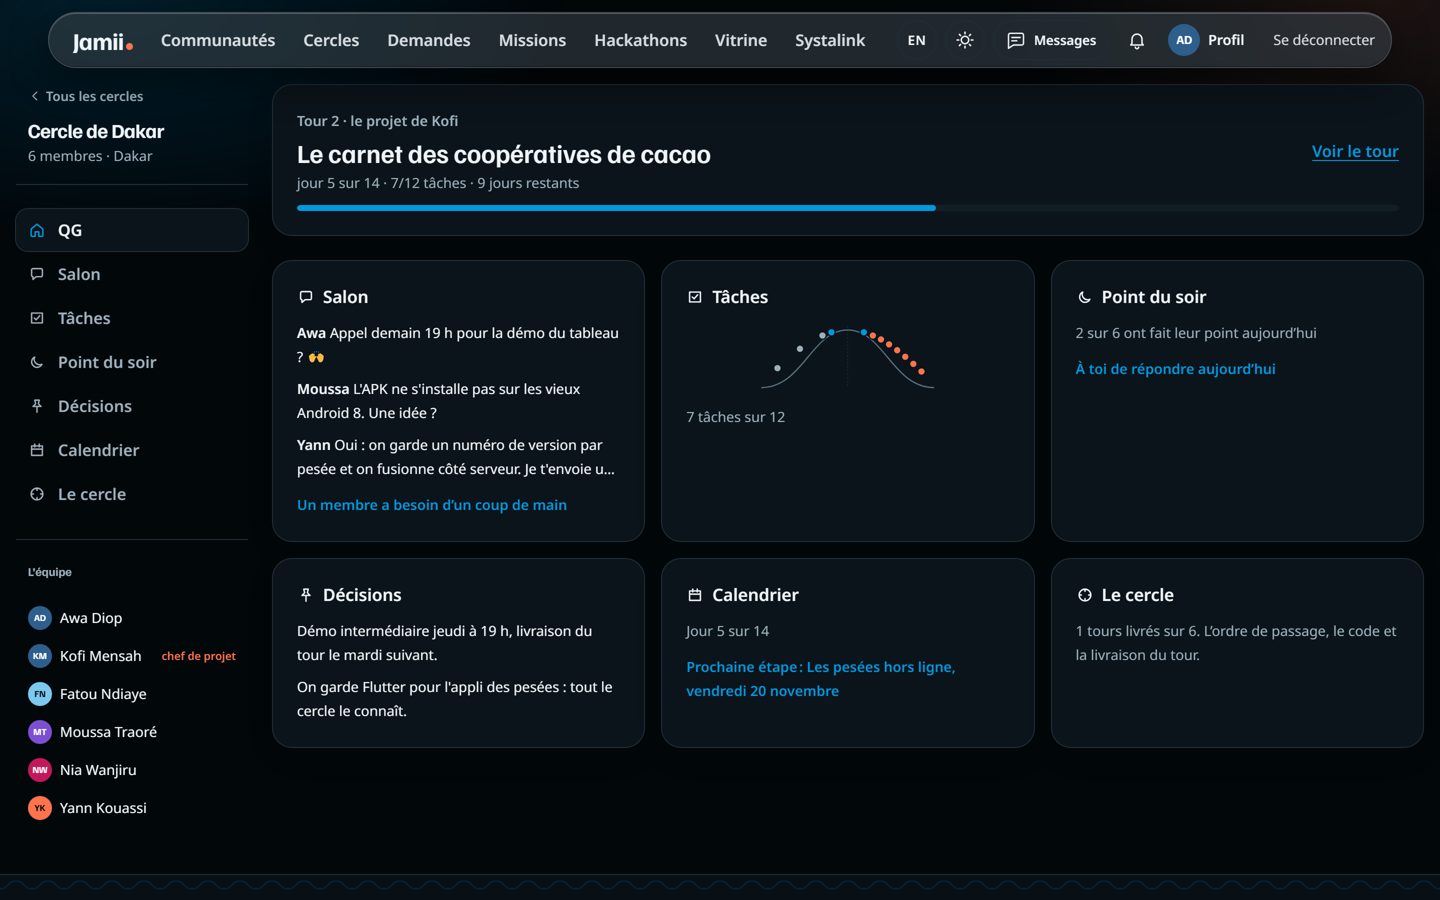 Jamii.
Communautés
Cercles
Demandes
Missions
Hackathons
Vitrine
Systalink
EN
Messages
AD
Profil
Se déconnecter
Tous les cercles
Cercle de Dakar
6 membres · Dakar
QG
Salon
Tâches
Point du soir
Décisions
Calendrier
Le cercle
L'équipe
AD Awa Diop
KM Kofi Mensah chef de projet
FN Fatou Ndiaye
MT Moussa Traoré
NW Nia Wanjiru
YK Yann Kouassi
Tour 2 · le projet de Kofi
Le carnet des coopératives de cacao
Voir le tour
jour 5 sur 14 · 7/12 tâches · 9 jours restants
Salon
Awa Appel demain 19 h pour la démo du tableau
? 🙌
Moussa L'APK ne s'installe pas sur les vieux
Android 8. Une idée ?
Yann Oui : on garde un numéro de version par
pesée et on fusionne côté serveur. Je t'envoie u...
Un membre a besoin d’un coup de main
Tâches
7 tâches sur 12
Point du soir
2 sur 6 ont fait leur point aujourd’hui
À toi de répondre aujourd’hui
Décisions
Démo intermédiaire jeudi à 19 h, livraison du
tour le mardi suivant.
On garde Flutter pour l'appli des pesées : tout le
cercle le connaît.
Calendrier
Jour 5 sur 14
Prochaine étape : Les pesées hors ligne,
vendredi 20 novembre
Le cercle
1 tours livrés sur 6. L’ordre de passage, le code et
la livraison du tour.